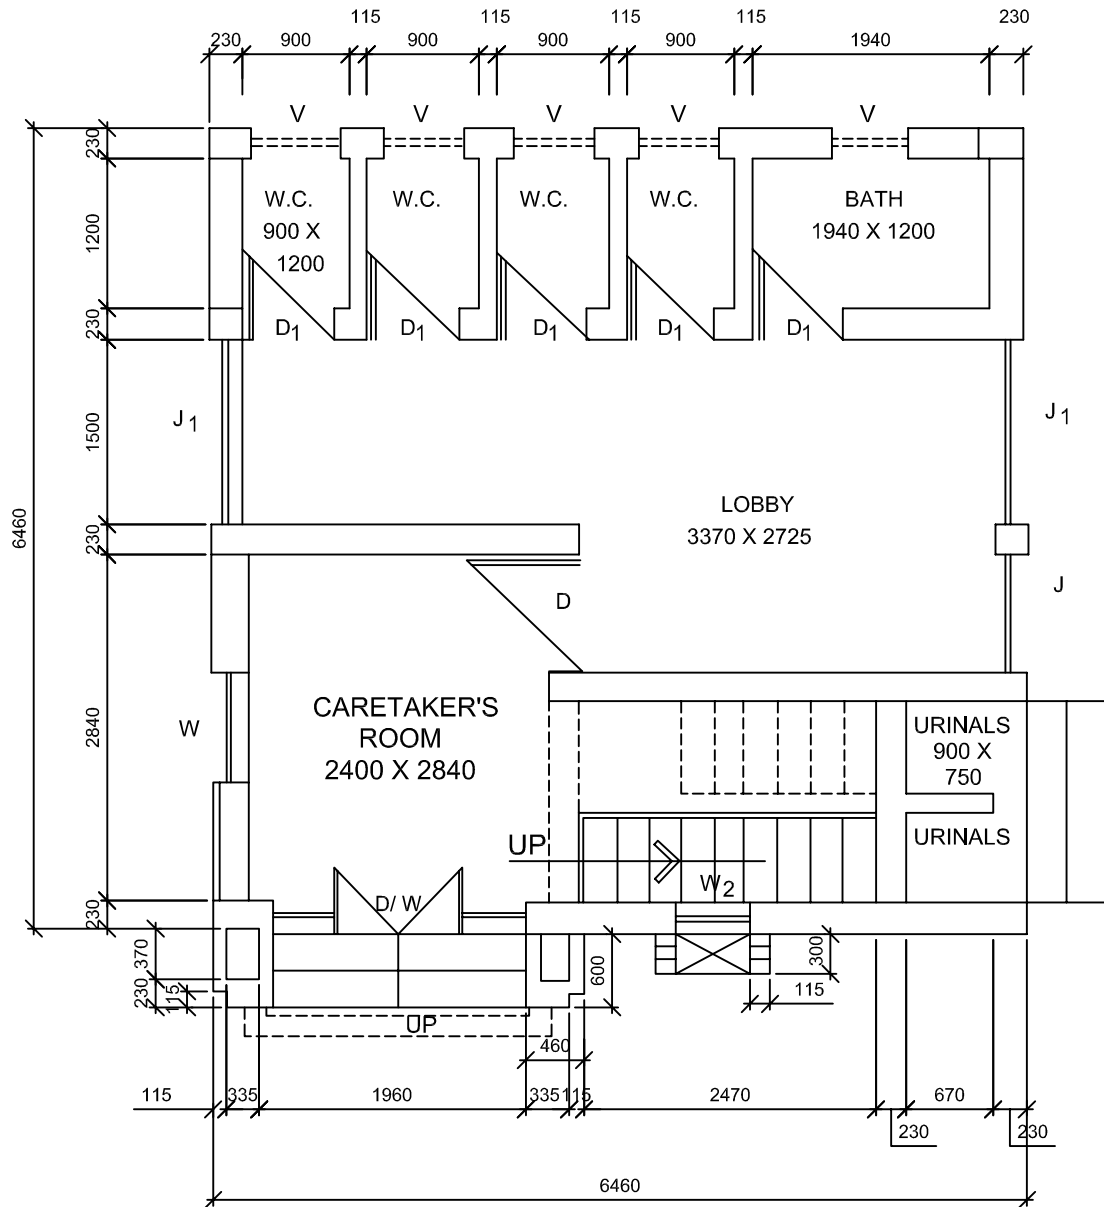 115 115 115 115 230
230 900 900 900 900 1940
V V V V V
230
W.C. W.C. W.C. W.C. BATH
900 X 1940 X 1200
1200
1200
230
D1 D1 D1 D1 D1
J1 J1
1500
LOBBY
3370 X 2725
6460
230
J
D
CARETAKER'S
ROOM
2400 X 2840
W
2840
URINALS
900 X
750
URINALS
UP
W2
D/ W
230
370
230
115
600
300
115
UP
460
115 335 1960 335 115 2470 670
230 230
6460